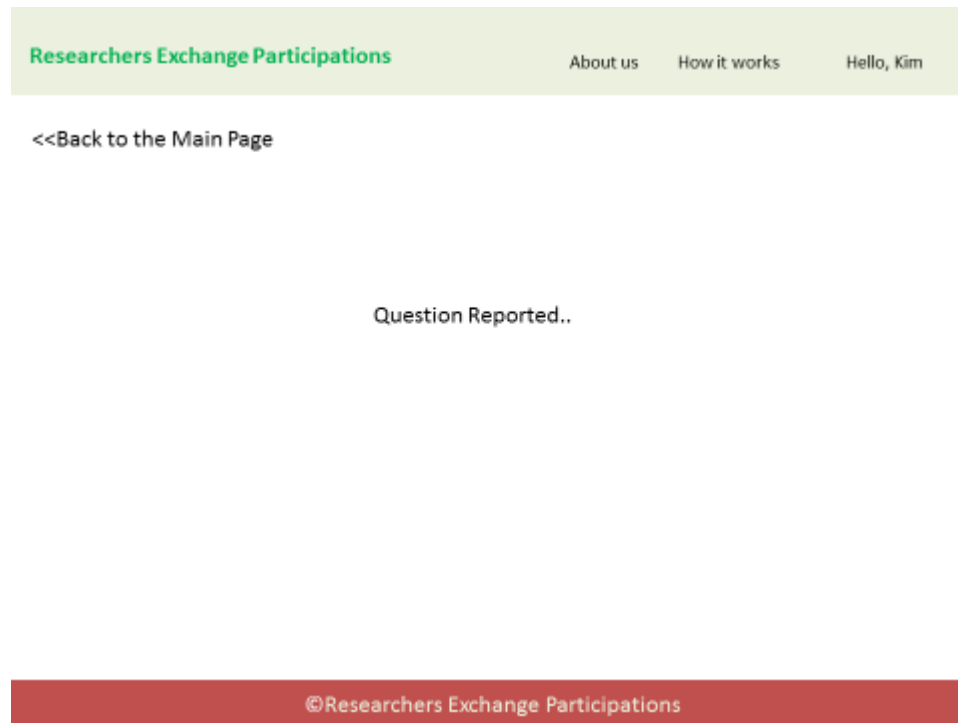 Researchers Exchange Participations
About us How it works Hello, Kim
<<Back to the Main Page
Question Reported..
©Researchers Exchange Participations